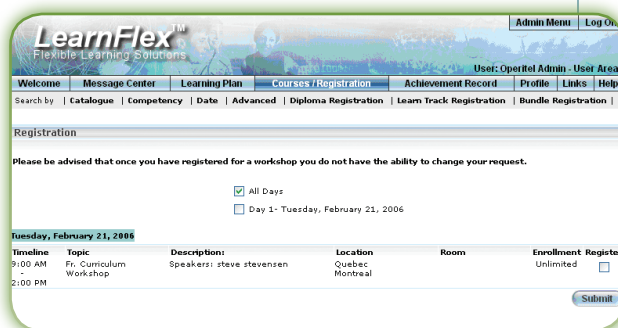 Admin Menu | Log O
LearnFlex™
Flexible Learning Solutions
User: Operitel Admin - User Area
Welcome | Message Center | Learning Plan | Courses / Registration | Achievement Record | Profile | Links | Help
Search by | Catalogue | Competency | Date | Advanced | Diploma Registration | Learn Track Registration | Bundle Registration |
Registration
Please be advised that once you have registered for a workshop you do not have the ability to change your request.
All Days
Day 1- Tuesday, February 21, 2006
Tuesday, February 21, 2006
Timeline Topic Description: Location Room Enrollment Registe
9:00 AM Fr. Curriculum Speakers: steve stevensen Quebec Unlimited
- Workshop Montreal
2:00 PM
Submit